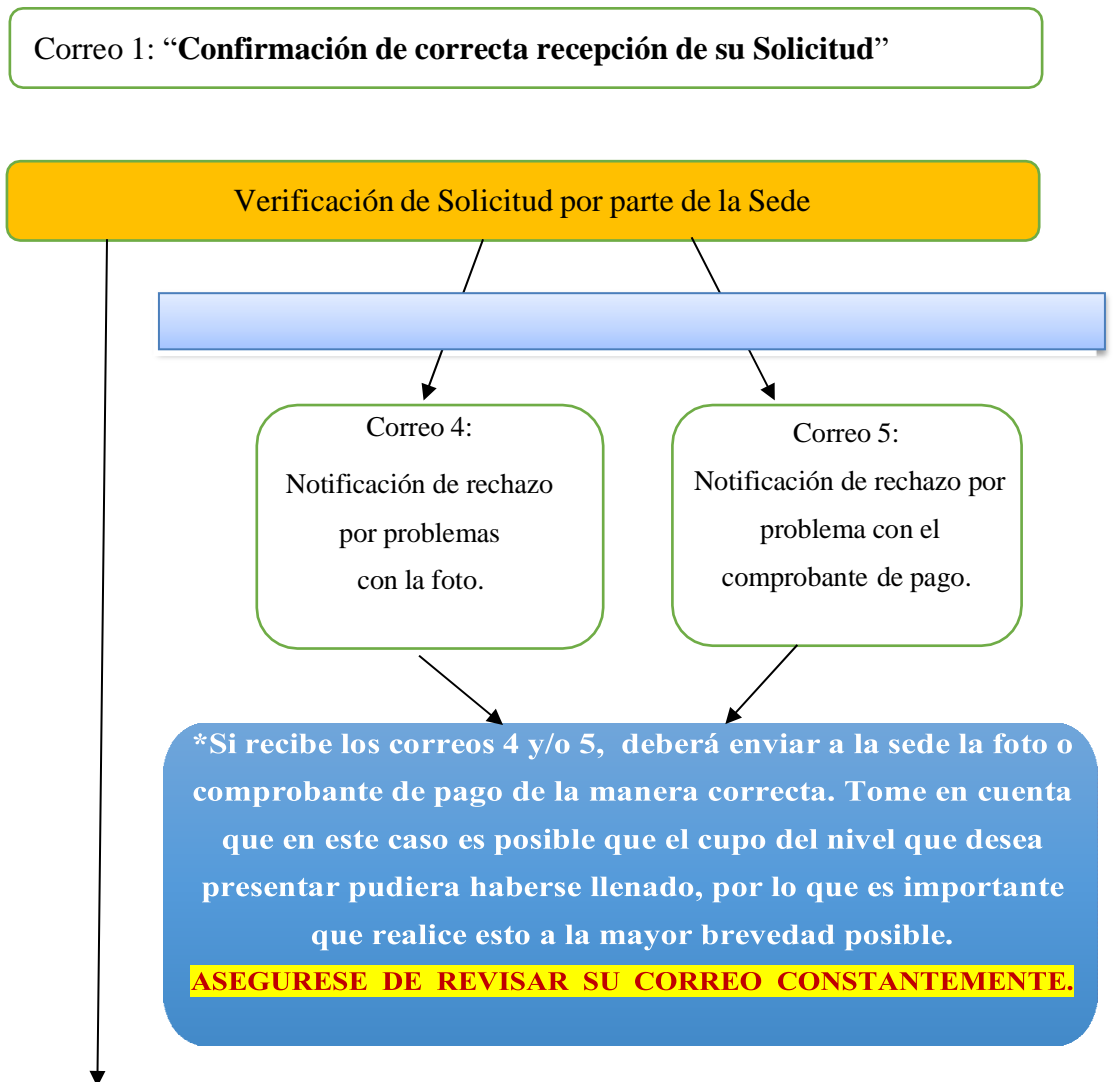 Correo 1: “Confirmación de correcta recepción de su Solicitud”
Verificación de Solicitud por parte de la Sede
Correo 4:
Notificación de rechazo
por problemas
con la foto.
Correo 5:
Notificación de rechazo por
problema con el
comprobante de pago.
*Si recibe los correos 4 y/o 5, deberá enviar a la sede la foto o
comprobante de pago de la manera correcta. Tome en cuenta
que en este caso es posible que el cupo del nivel que desea
presentar pudiera haberse llenado, por lo que es importante
que realice esto a la mayor brevedad posible.
ASEGURESE DE REVISAR SU CORREO CONSTANTEMENTE.